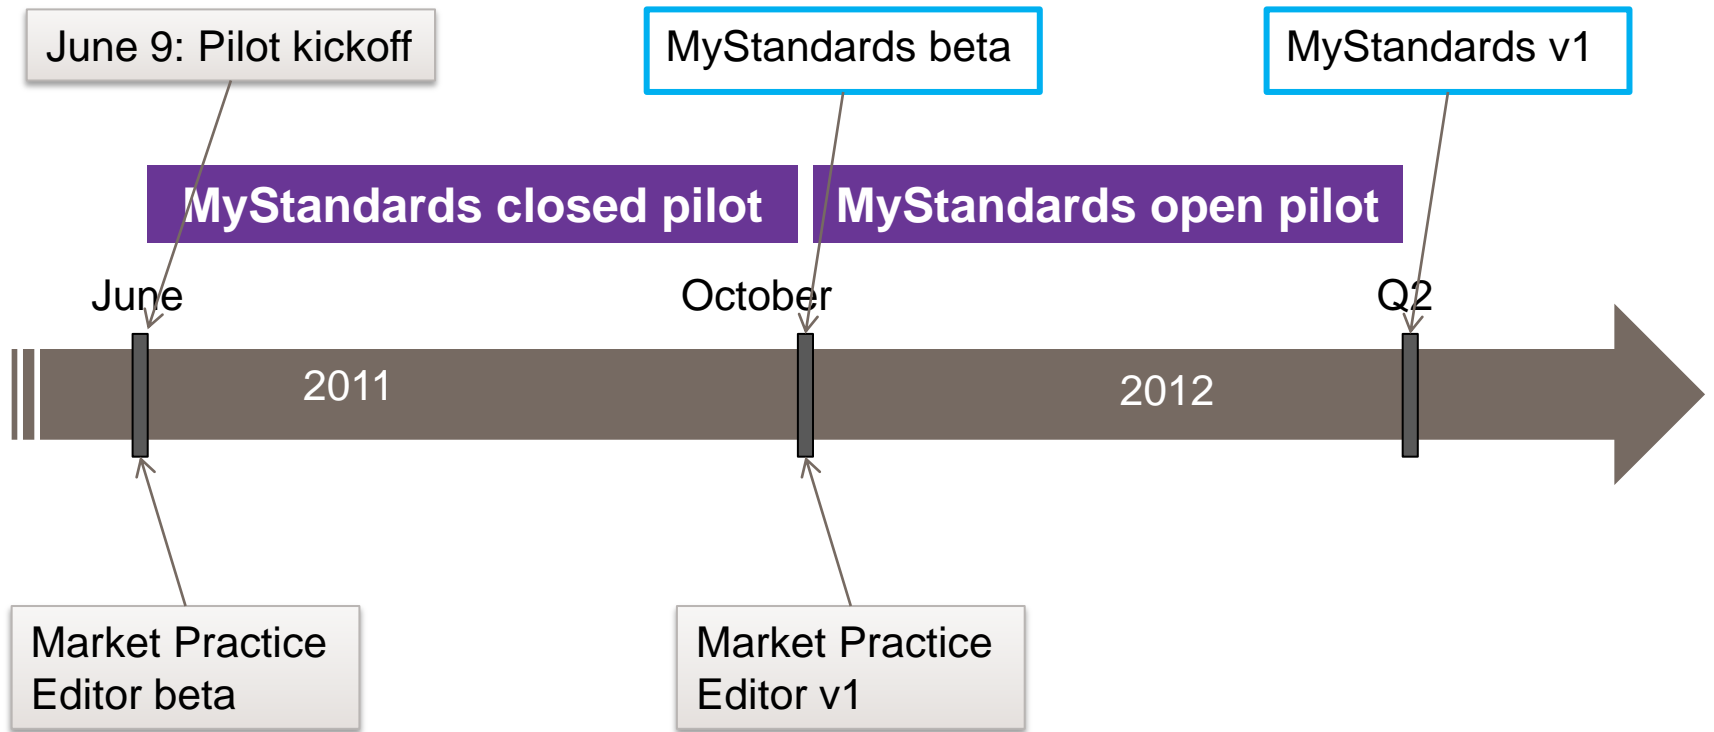 June 9: Pilot kickoff
MyStandards beta
MyStandards v1
MyStandards closed pilot
MyStandards open pilot
June
October
Q2
2011
2012
Market Practice
Editor beta
Market Practice
Editor v1